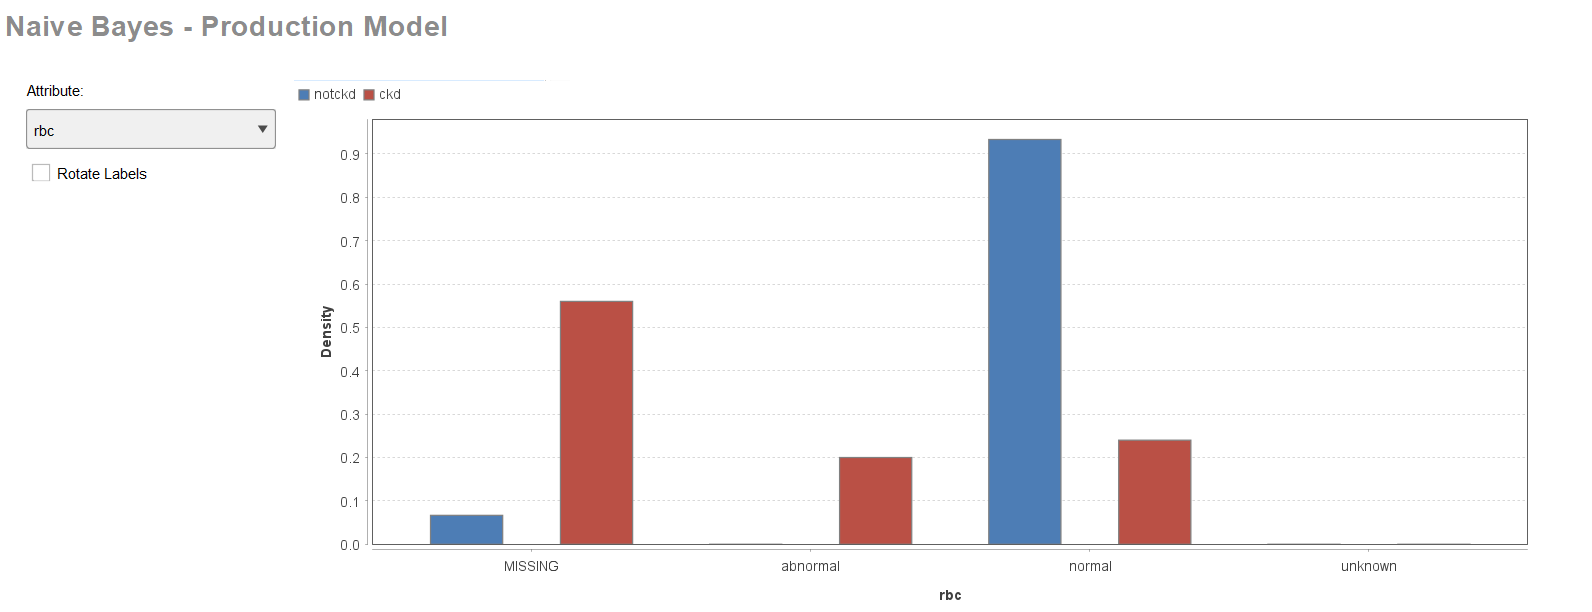 Naive Bayes - Production Model
Attribute:
rbc
Rotate Labels
notckd ckd
0.9
0.8
0.7
0.6
0.5
0.4
0.3
0.2
0.1
0.0
Density
MISSING abnormal normal unknown
rbc